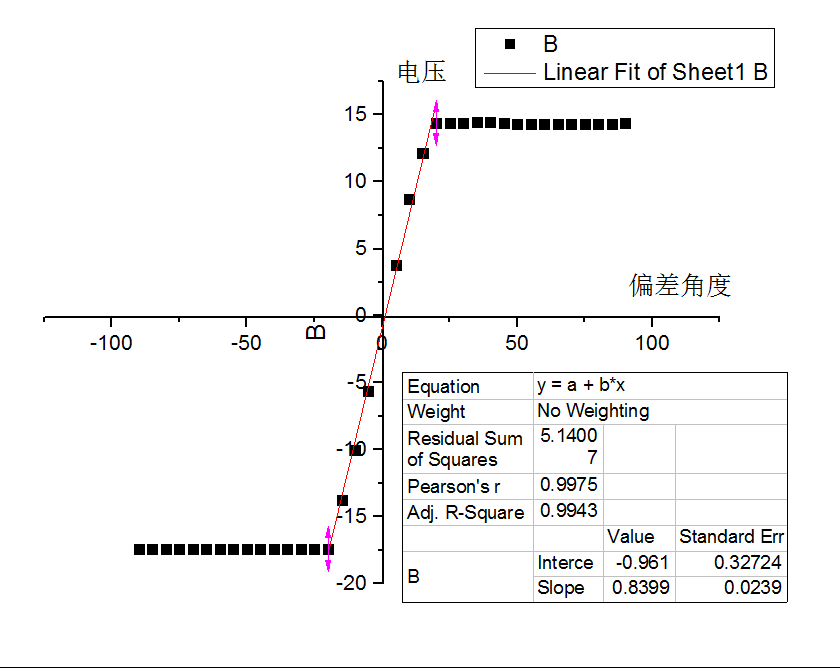 B
Linear Fit of Sheet1 B
电压
15
10
5
偏差角度
0
B
-100
-50
0
50
100
-5
-10
-15
-20
Equation y = a + b*x
Weight No Weighting
Residual Sum of Squares 5.14007
Pearson's r 0.9975
Adj. R-Square 0.9943
Value Standard Err
B Interce -0.961 0.32724
Slope 0.8399 0.0239